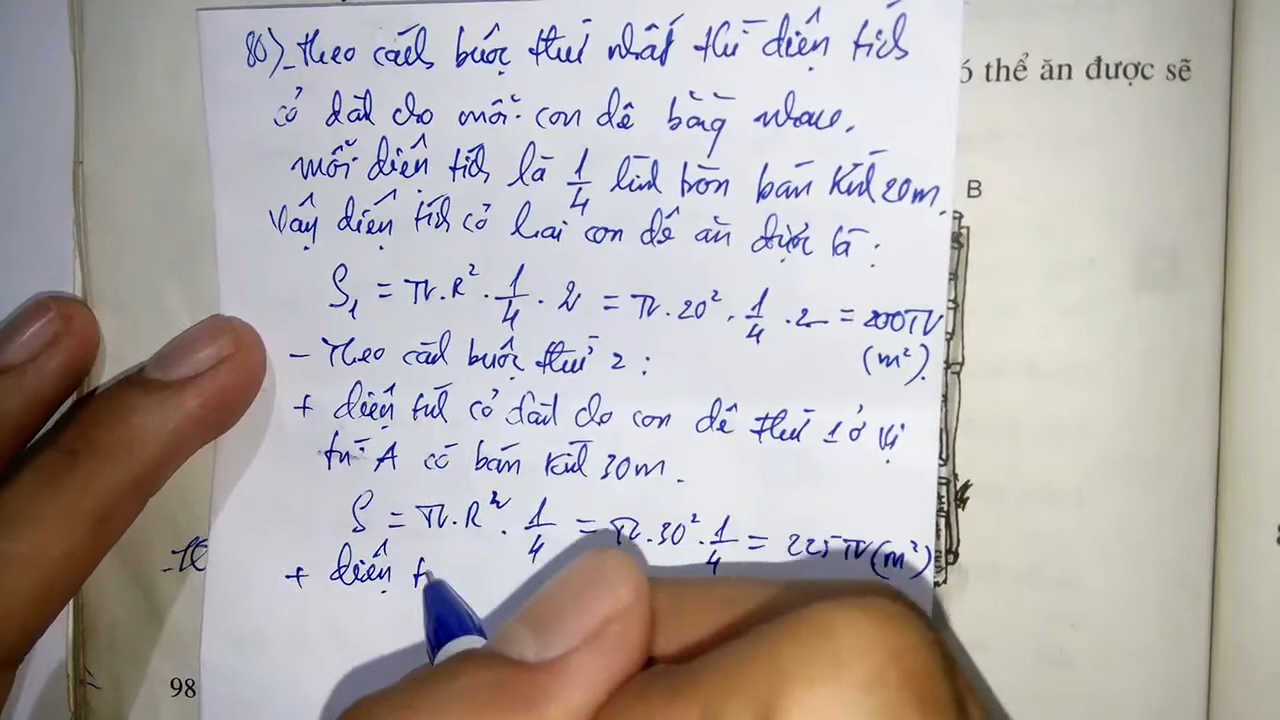 80) - Theo cách buộc thứ nhất thì diện tích
cỏ dành cho mỗi con dê bằng nhau.
mỗi diện tích là 1/4 hình tròn bán kính 20m.
Vậy diện tích cỏ hai con dê ăn được là:
S₁ = π.R² . 1/4 . 2 = π.20² . 1/4 . 2 = 200π (m²).
- Theo cách buộc thứ 2:
+ diện tích cỏ dành cho con dê thứ 1 ở vị
trí A có bán kính 30m.
S = π.R² . 1/4 = π.30² . 1/4 = 225π (m²)
+ diện t
ó thể ăn được sẽ
B
98